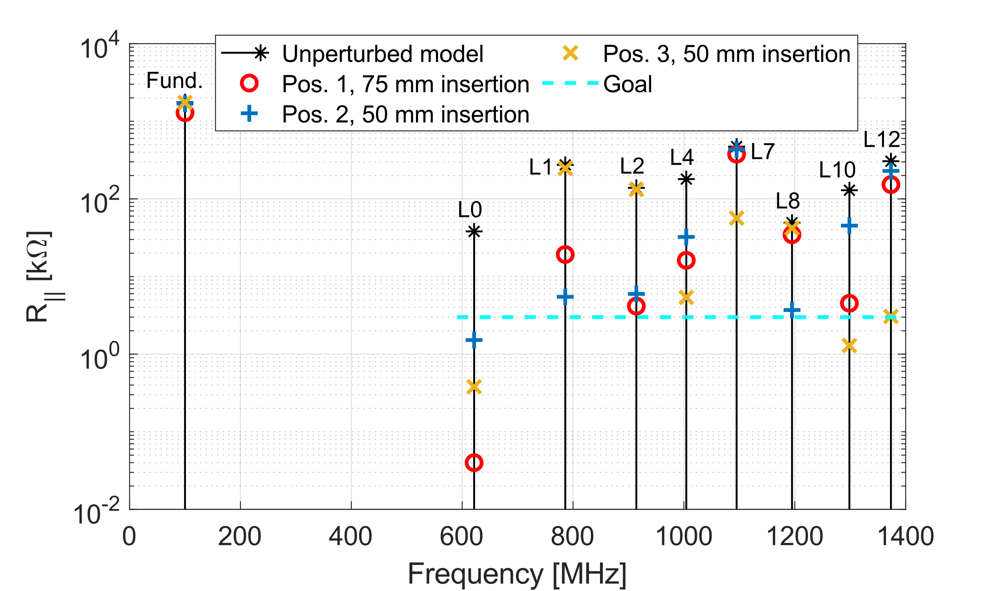 Unperturbed model
Pos. 1, 75 mm insertion
Pos. 2, 50 mm insertion
Pos. 3, 50 mm insertion
Goal
Fund.
L0
L1
L2
L4
L7
L8
L10
L12
10^4
10^2
10^0
10^-2
R_|| [kΩ]
0 200 400 600 800 1000 1200 1400
Frequency [MHz]